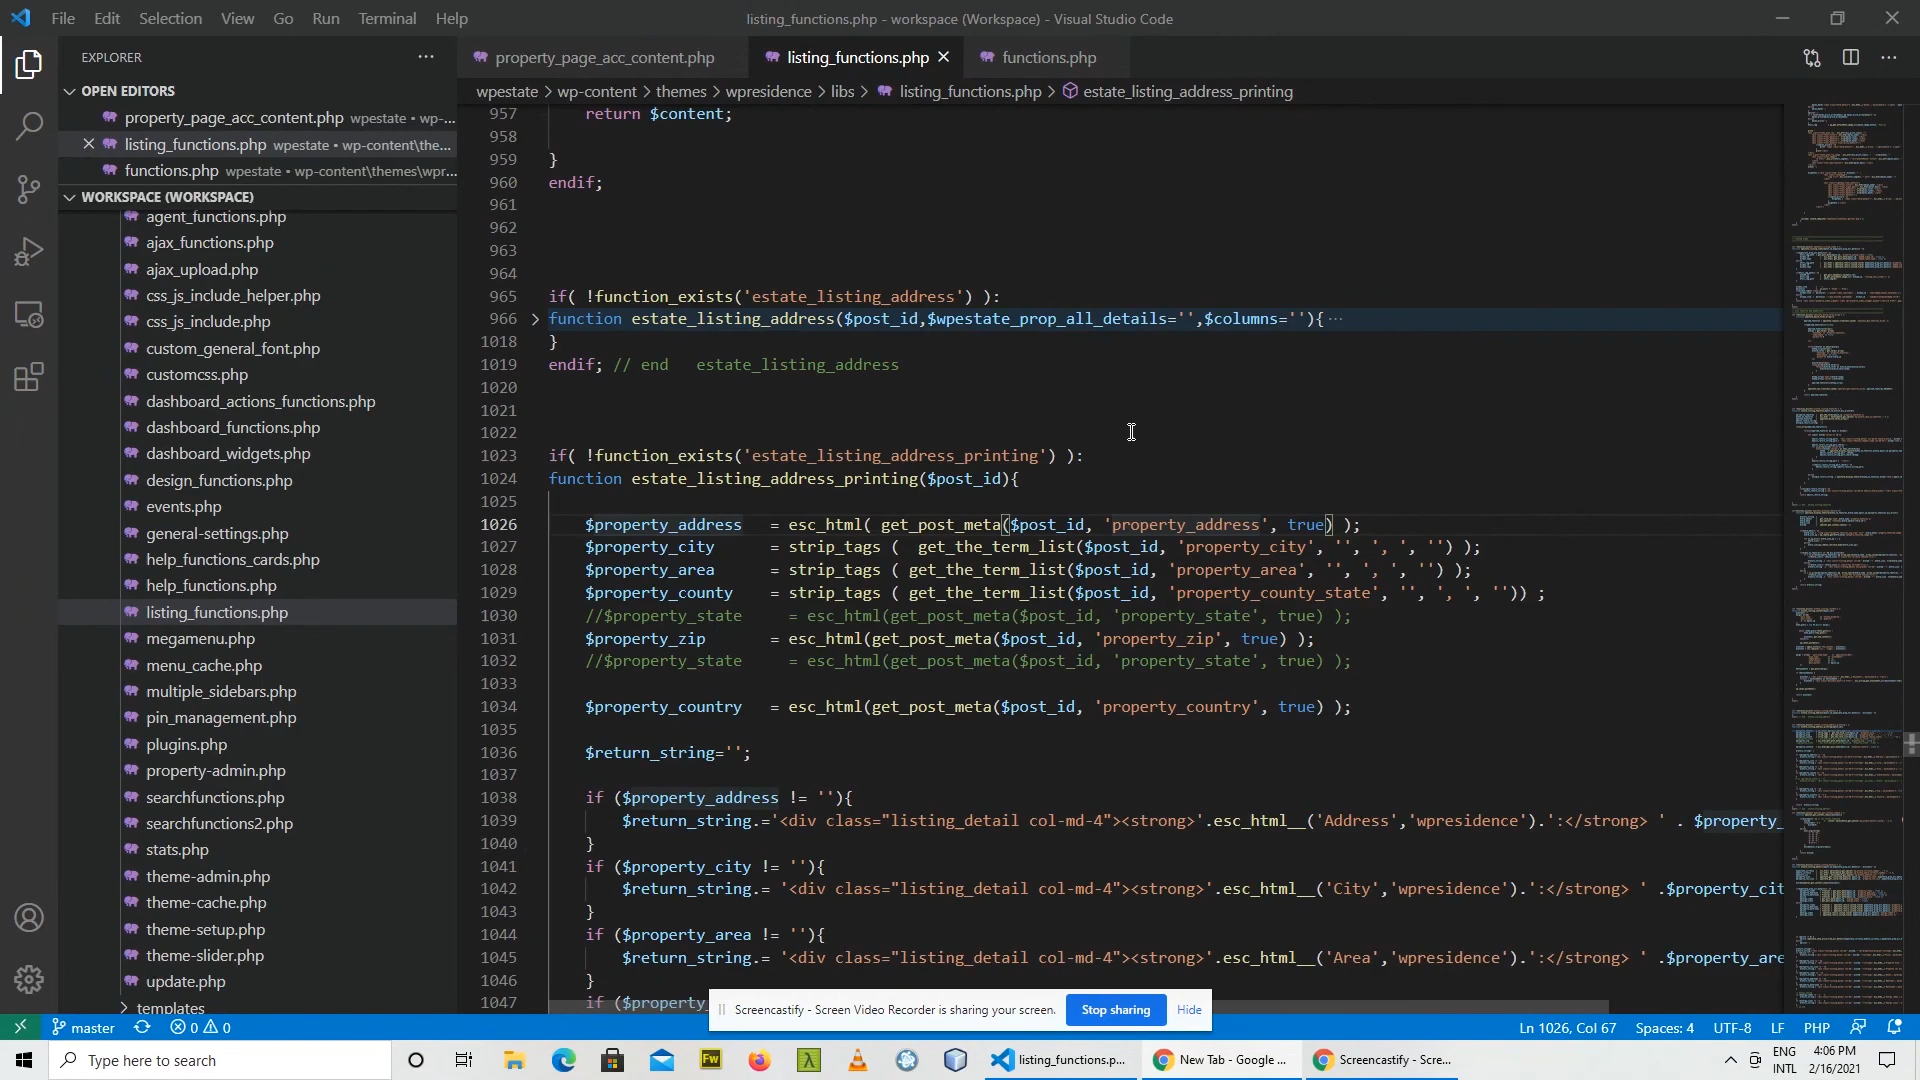 File Edit Selection View Go Run Terminal Help
listing_functions.php - workspace (Workspace) - Visual Studio Code
EXPLORER
OPEN EDITORS
property_page_acc_content.php wpestate • wp-...
listing_functions.php wpestate • wp-content\the...
functions.php wpestate • wp-content\themes\wpr...
WORKSPACE (WORKSPACE)
agent_functions.php
ajax_functions.php
ajax_upload.php
css_js_include_helper.php
css_js_include.php
custom_general_font.php
customcss.php
dashboard_actions_functions.php
dashboard_functions.php
dashboard_widgets.php
design_functions.php
events.php
general-settings.php
help_functions_cards.php
help_functions.php
listing_functions.php
megamenu.php
menu_cache.php
multiple_sidebars.php
pin_management.php
plugins.php
property-admin.php
searchfunctions.php
searchfunctions2.php
stats.php
theme-admin.php
theme-cache.php
theme-setup.php
theme-slider.php
update.php
templates
property_page_acc_content.php listing_functions.php functions.php
wpestate > wp-content > themes > wpresidence > libs > listing_functions.php > estate_listing_address_printing
957 return $content;
958
959 }
960 endif;
961
962
963
964
965 if( !function_exists('estate_listing_address') ):
966 function estate_listing_address($post_id,$wpestate_prop_all_details='',$columns=''){ ···
1018 }
1019 endif; // end   estate_listing_address
1020
1021
1022
1023 if( !function_exists('estate_listing_address_printing') ):
1024 function estate_listing_address_printing($post_id){
1025
1026 $property_address   = esc_html( get_post_meta($post_id, 'property_address', true) );
1027 $property_city      = strip_tags (  get_the_term_list($post_id, 'property_city', '', ', ', '') );
1028 $property_area      = strip_tags ( get_the_term_list($post_id, 'property_area', '', ', ', '') );
1029 $property_county    = strip_tags ( get_the_term_list($post_id, 'property_county_state', '', ', ', '')) ;
1030 //$property_state     = esc_html(get_post_meta($post_id, 'property_state', true) );
1031 $property_zip       = esc_html(get_post_meta($post_id, 'property_zip', true) );
1032 //$property_state     = esc_html(get_post_meta($post_id, 'property_state', true) );
1033
1034 $property_country   = esc_html(get_post_meta($post_id, 'property_country', true) );
1035
1036 $return_string='';
1037
1038 if ($property_address != ''){
1039 $return_string.='<div class="listing_detail col-md-4"><strong>'.esc_html__('Address','wpresidence').':</strong> ' . $property_
1040 }
1041 if ($property_city != ''){
1042 $return_string.= '<div class="listing_detail col-md-4"><strong>'.esc_html__('City','wpresidence').':</strong> ' .$property_cit
1043 }
1044 if ($property_area != ''){
1045 $return_string.= '<div class="listing_detail col-md-4"><strong>'.esc_html__('Area','wpresidence').':</strong> ' .$property_are
1046 }
1047 if ($property_
Screencastify - Screen Video Recorder is sharing your screen. Stop sharing Hide
master 0 0 Ln 1026, Col 67 Spaces: 4 UTF-8 LF PHP
Type here to search
Fw
listing_functions.p... New Tab - Google ... Screencastify - Scre...
ENG
INTL
4:06 PM
2/16/2021